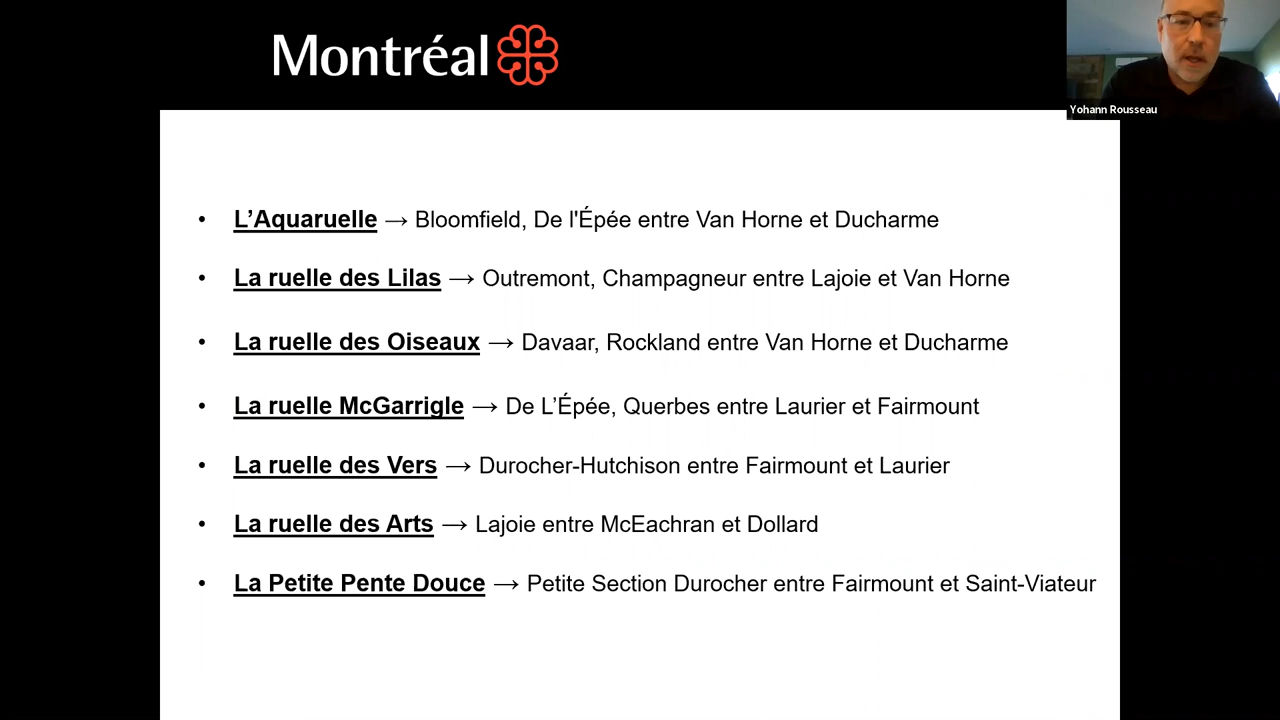 Montréal
Yohann Rousseau
• L’Aquaruelle → Bloomfield, De l'Épée entre Van Horne et Ducharme
• La ruelle des Lilas → Outremont, Champagneur entre Lajoie et Van Horne
• La ruelle des Oiseaux → Davaar, Rockland entre Van Horne et Ducharme
• La ruelle McGarrigle → De L’Épée, Querbes entre Laurier et Fairmount
• La ruelle des Vers → Durocher-Hutchison entre Fairmount et Laurier
• La ruelle des Arts → Lajoie entre McEachran et Dollard
• La Petite Pente Douce → Petite Section Durocher entre Fairmount et Saint-Viateur